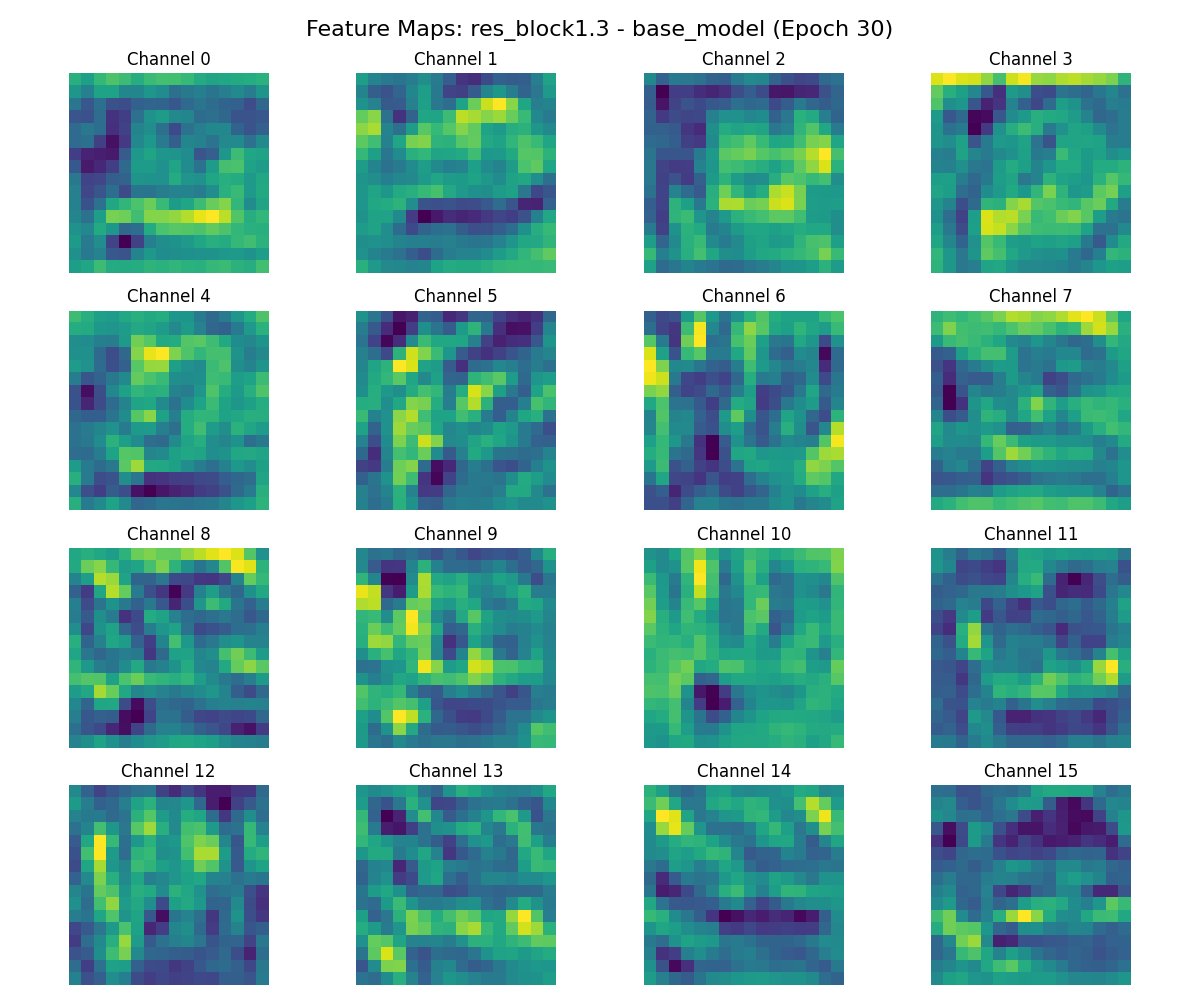 Feature Maps: res_block1.3 - base_model (Epoch 30)
Channel 0 Channel 1 Channel 2 Channel 3
Channel 4 Channel 5 Channel 6 Channel 7
Channel 8 Channel 9 Channel 10 Channel 11
Channel 12 Channel 13 Channel 14 Channel 15